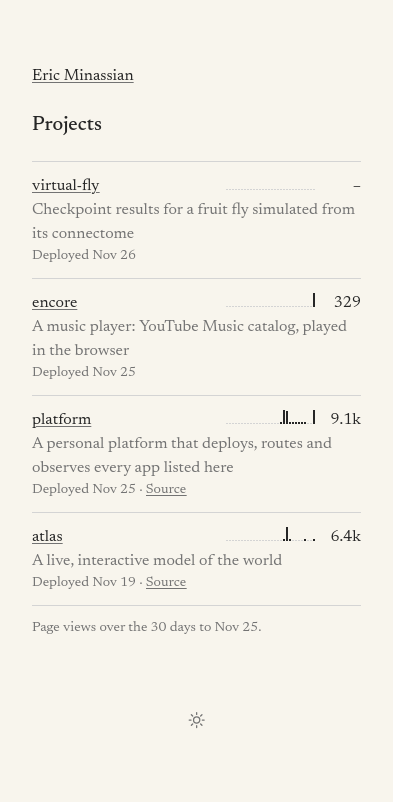 Eric Minassian
Projects
virtual-fly –
Checkpoint results for a fruit fly simulated from
its connectome
Deployed Nov 26
encore 329
A music player: YouTube Music catalog, played
in the browser
Deployed Nov 25
platform 9.1k
A personal platform that deploys, routes and
observes every app listed here
Deployed Nov 25 · Source
atlas 6.4k
A live, interactive model of the world
Deployed Nov 19 · Source
Page views over the 30 days to Nov 25.